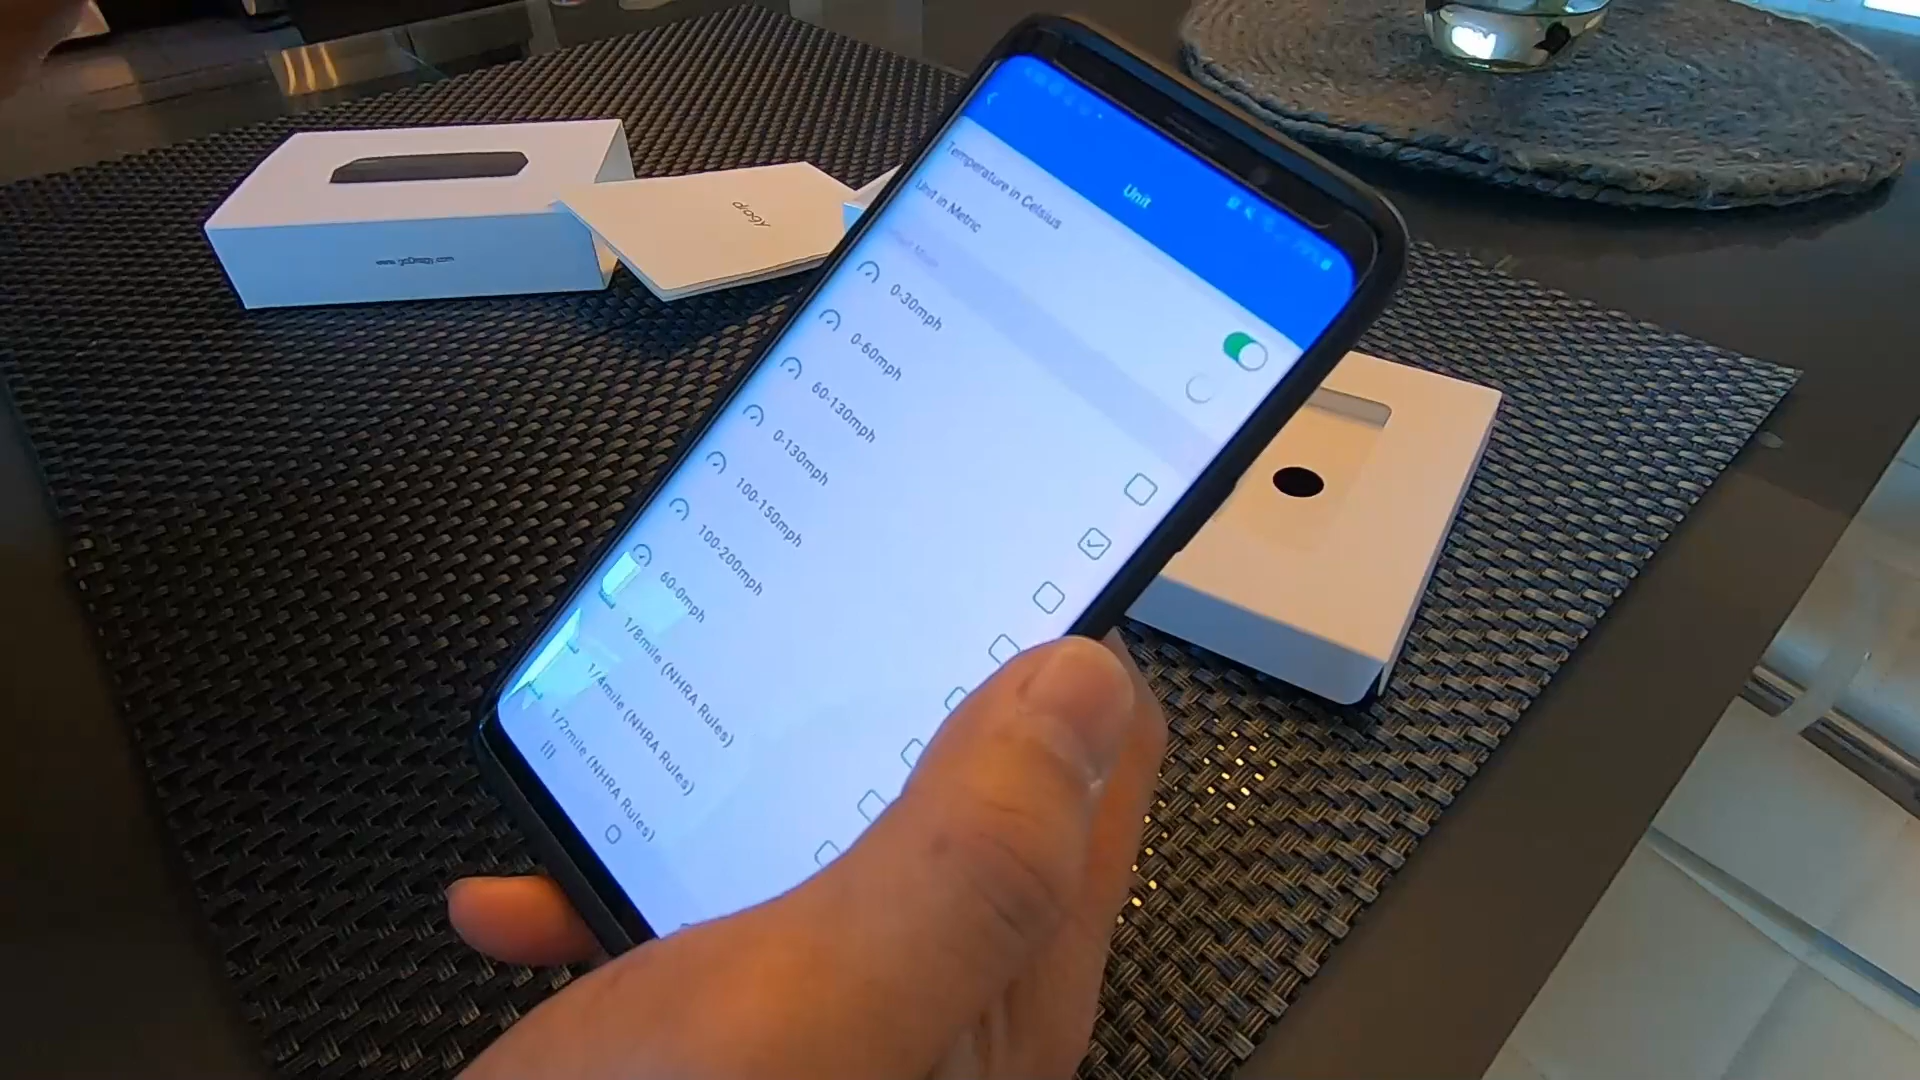 Unit
Temperature in Celsius
Unit in Metric
0-30mph
0-60mph
60-130mph
0-130mph
100-150mph
100-200mph
60-0mph
1/8mile (NHRA Rules)
1/4mile (NHRA Rules)
1/2mile (NHRA Rules)
dragy